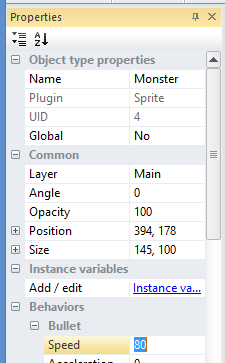 Properties
Object type properties
Name Monster
Plugin Sprite
UID 4
Global No
Common
Layer Main
Angle 0
Opacity 100
Position 394, 178
Size 145, 100
Instance variables
Add / edit Instance va...
Behaviors
Bullet
Speed 80
Acceleration 0